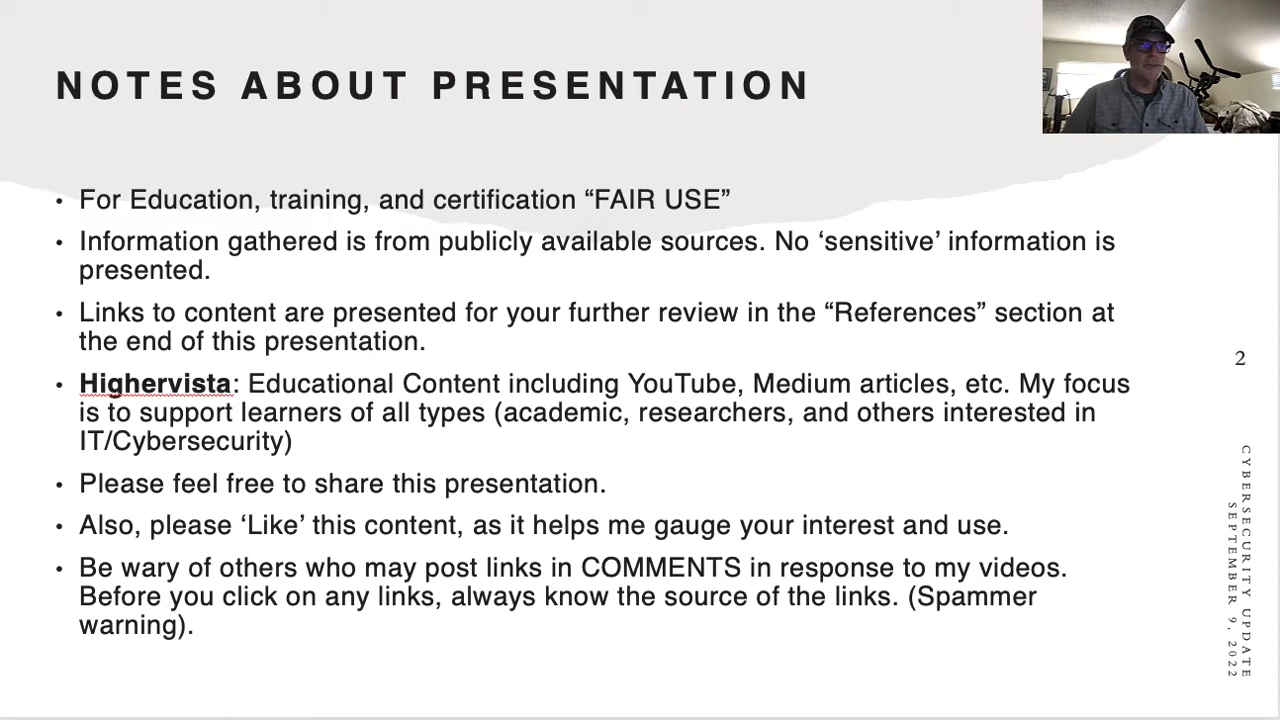 NOTES ABOUT PRESENTATION
• For Education, training, and certification “FAIR USE”
• Information gathered is from publicly available sources. No ‘sensitive’ information is
presented.
• Links to content are presented for your further review in the “References” section at
the end of this presentation.
• Highervista: Educational Content including YouTube, Medium articles, etc. My focus
is to support learners of all types (academic, researchers, and others interested in
IT/Cybersecurity)
• Please feel free to share this presentation.
• Also, please ‘Like’ this content, as it helps me gauge your interest and use.
• Be wary of others who may post links in COMMENTS in response to my videos.
Before you click on any links, always know the source of the links. (Spammer
warning).
2
CYBERSECURITY UPDATE
SEPTEMBER 9, 2022